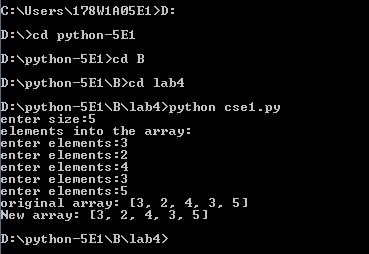 C:\Users\178W1A05E1>D:
D:\>cd python-5E1
D:\python-5E1>cd B
D:\python-5E1\B>cd lab4
D:\python-5E1\B\lab4>python cse1.py
enter size:5
elements into the array:
enter elements:3
enter elements:2
enter elements:4
enter elements:3
enter elements:5
original array: [3, 2, 4, 3, 5]
New array: [3, 2, 4, 3, 5]
D:\python-5E1\B\lab4>